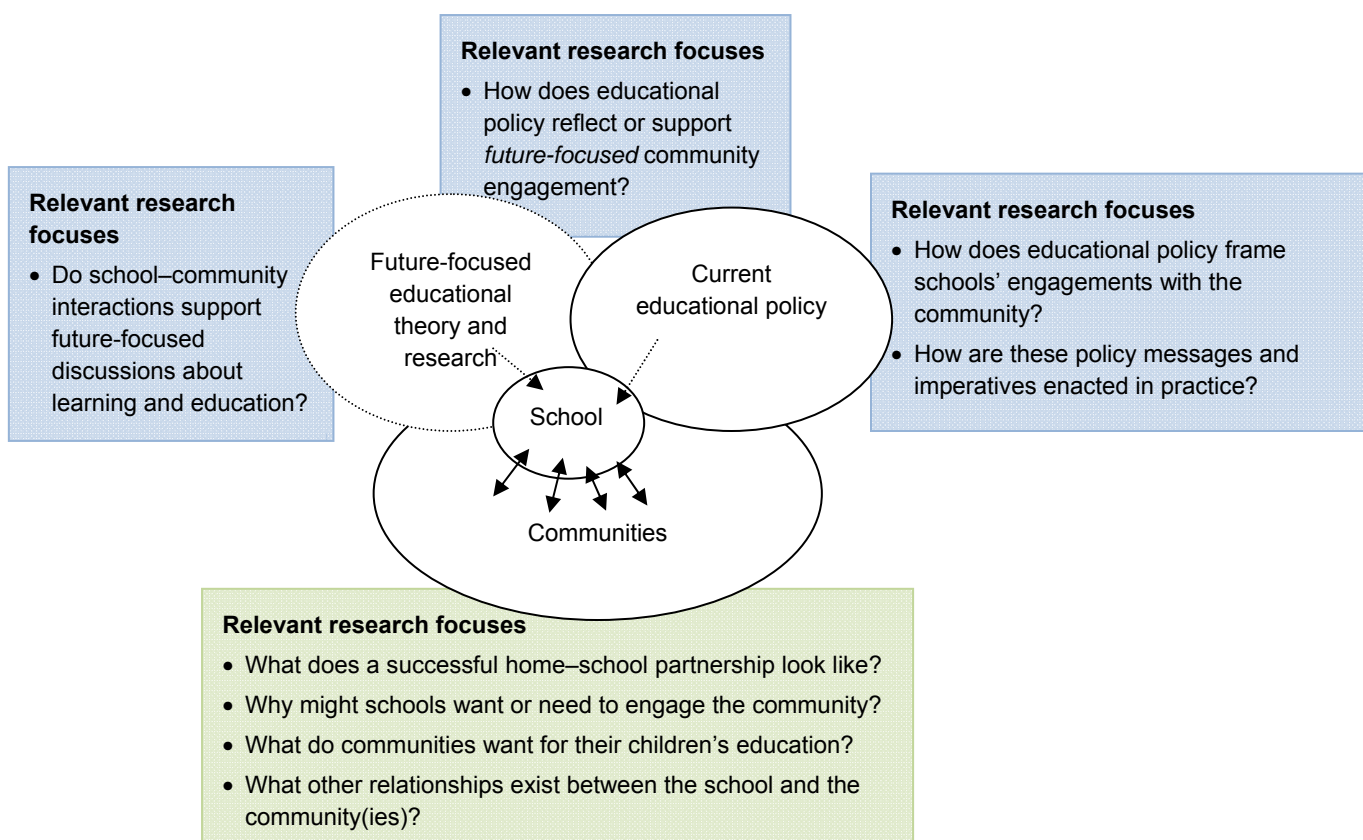 Relevant research focuses
• How does educational
policy reflect or support
future-focused community
engagement?
Relevant research
focuses
• Do school–community
interactions support
future-focused
discussions about
learning and education?
Relevant research focuses
• How does educational policy frame
schools’ engagements with the
community?
• How are these policy messages and
imperatives enacted in practice?
Future-focused
educational
theory and
research
Current
educational policy
School
Communities
Relevant research focuses
• What does a successful home–school partnership look like?
• Why might schools want or need to engage the community?
• What do communities want for their children’s education?
• What other relationships exist between the school and the
community(ies)?